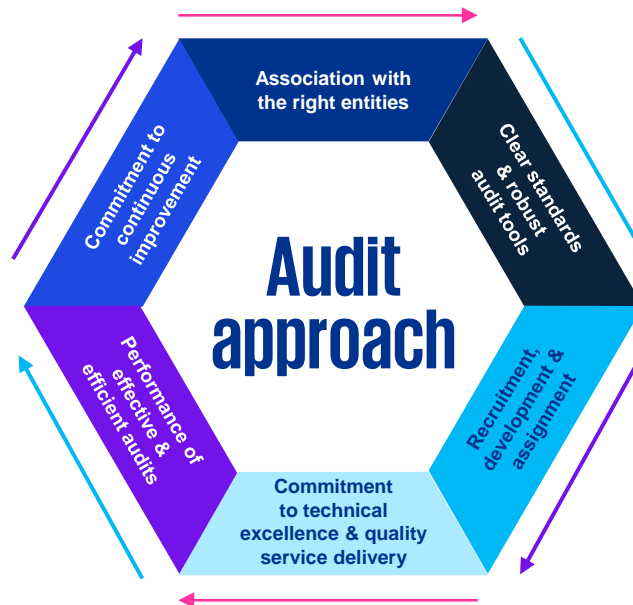 Association with
the right entities
Clear standards
& robust
audit tools
Recruitment,
development &
assignment
Commitment
to technical
excellence & quality
service delivery
Performance of
effective &
efficient audits
Commitment to
continuous
improvement
Audit
approach